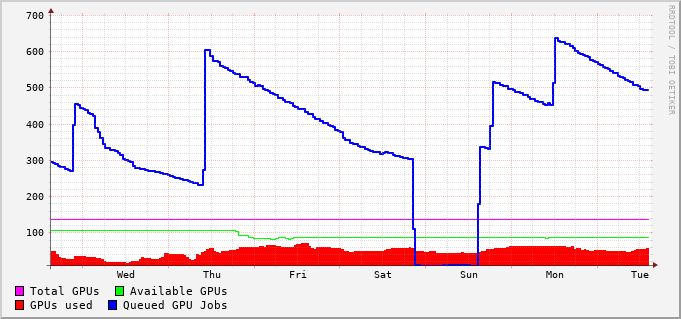 700
600
500
400
300
200
100
Wed Thu Fri Sat Sun Mon Tue
Total GPUs Available GPUs
GPUs used Queued GPU Jobs
RRDTOOL / TOBI OETIKER